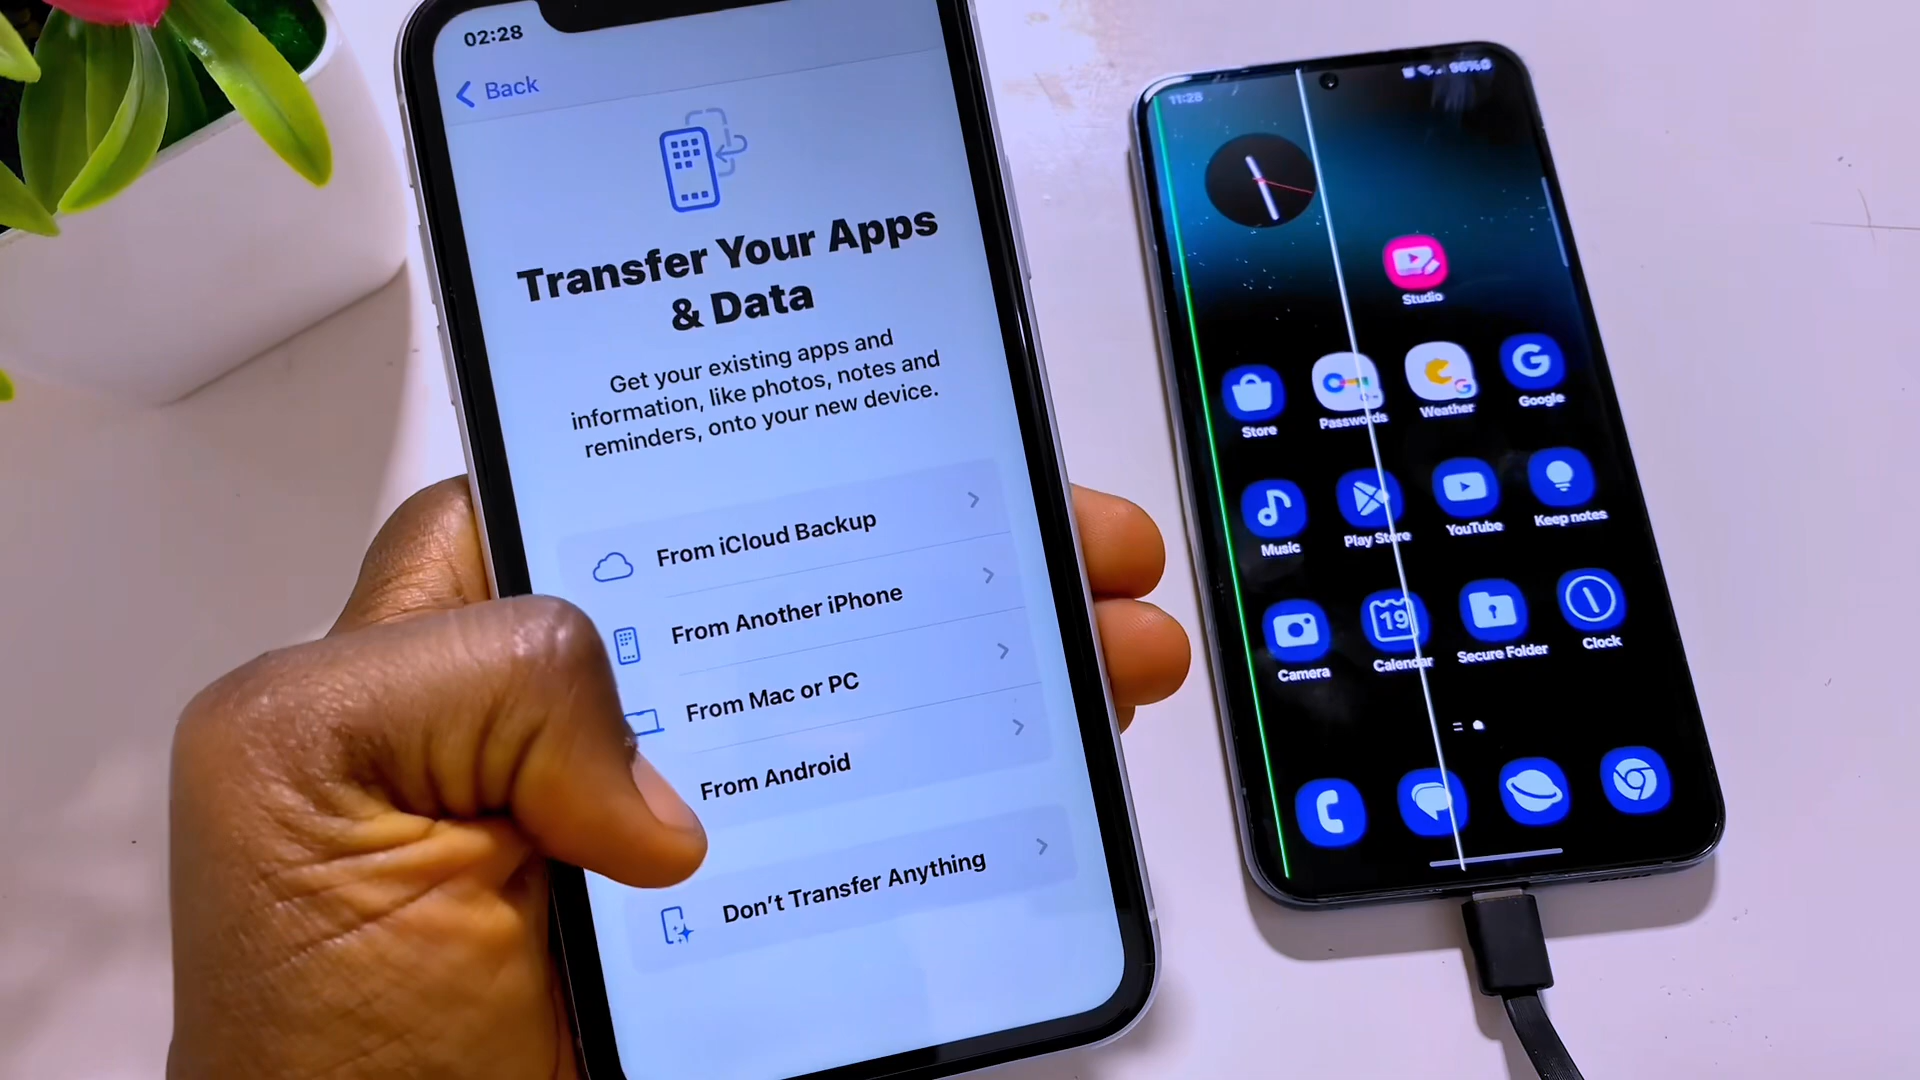 02:28
Back
Transfer Your Apps
& Data
Get your existing apps and
information, like photos, notes and
reminders, onto your new device.
From iCloud Backup
From Another iPhone
From Mac or PC
From Android
Don't Transfer Anything
11:28
96%
Studio
Store
Passwords
Weather
Google
Music
Play Store
YouTube
Keep notes
19
Camera
Calendar
Secure Folder
Clock